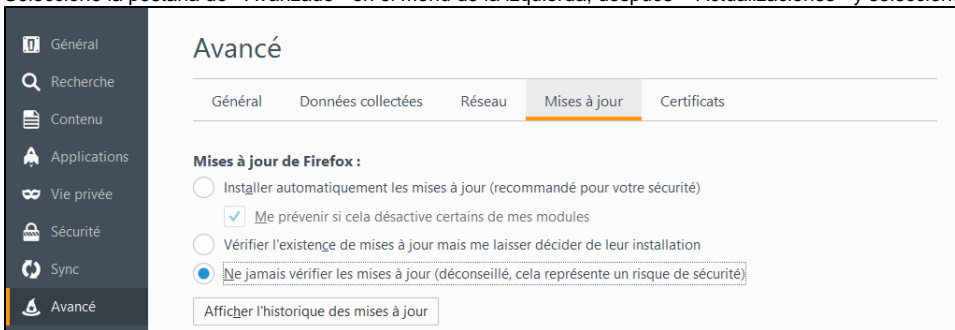 Seleccione la pestaña de "Avanzado" en el menú de la izquierda, después "Actualizaciones" y
Général
Recherche
Contenu
Applications
Vie privée
Sécurité
Sync
Avancé
Avancé
Général Données collectées Réseau Mises à jour Certificats
Mises à jour de Firefox :
Installer automatiquement les mises à jour (recommandé pour votre sécurité)
Me prévenir si cela désactive certains de mes modules
Vérifier l'existence de mises à jour mais me laisser décider de leur installation
Ne jamais vérifier les mises à jour (déconseillé, cela représente un risque de sécurité)
Afficher l'historique des mises à jour